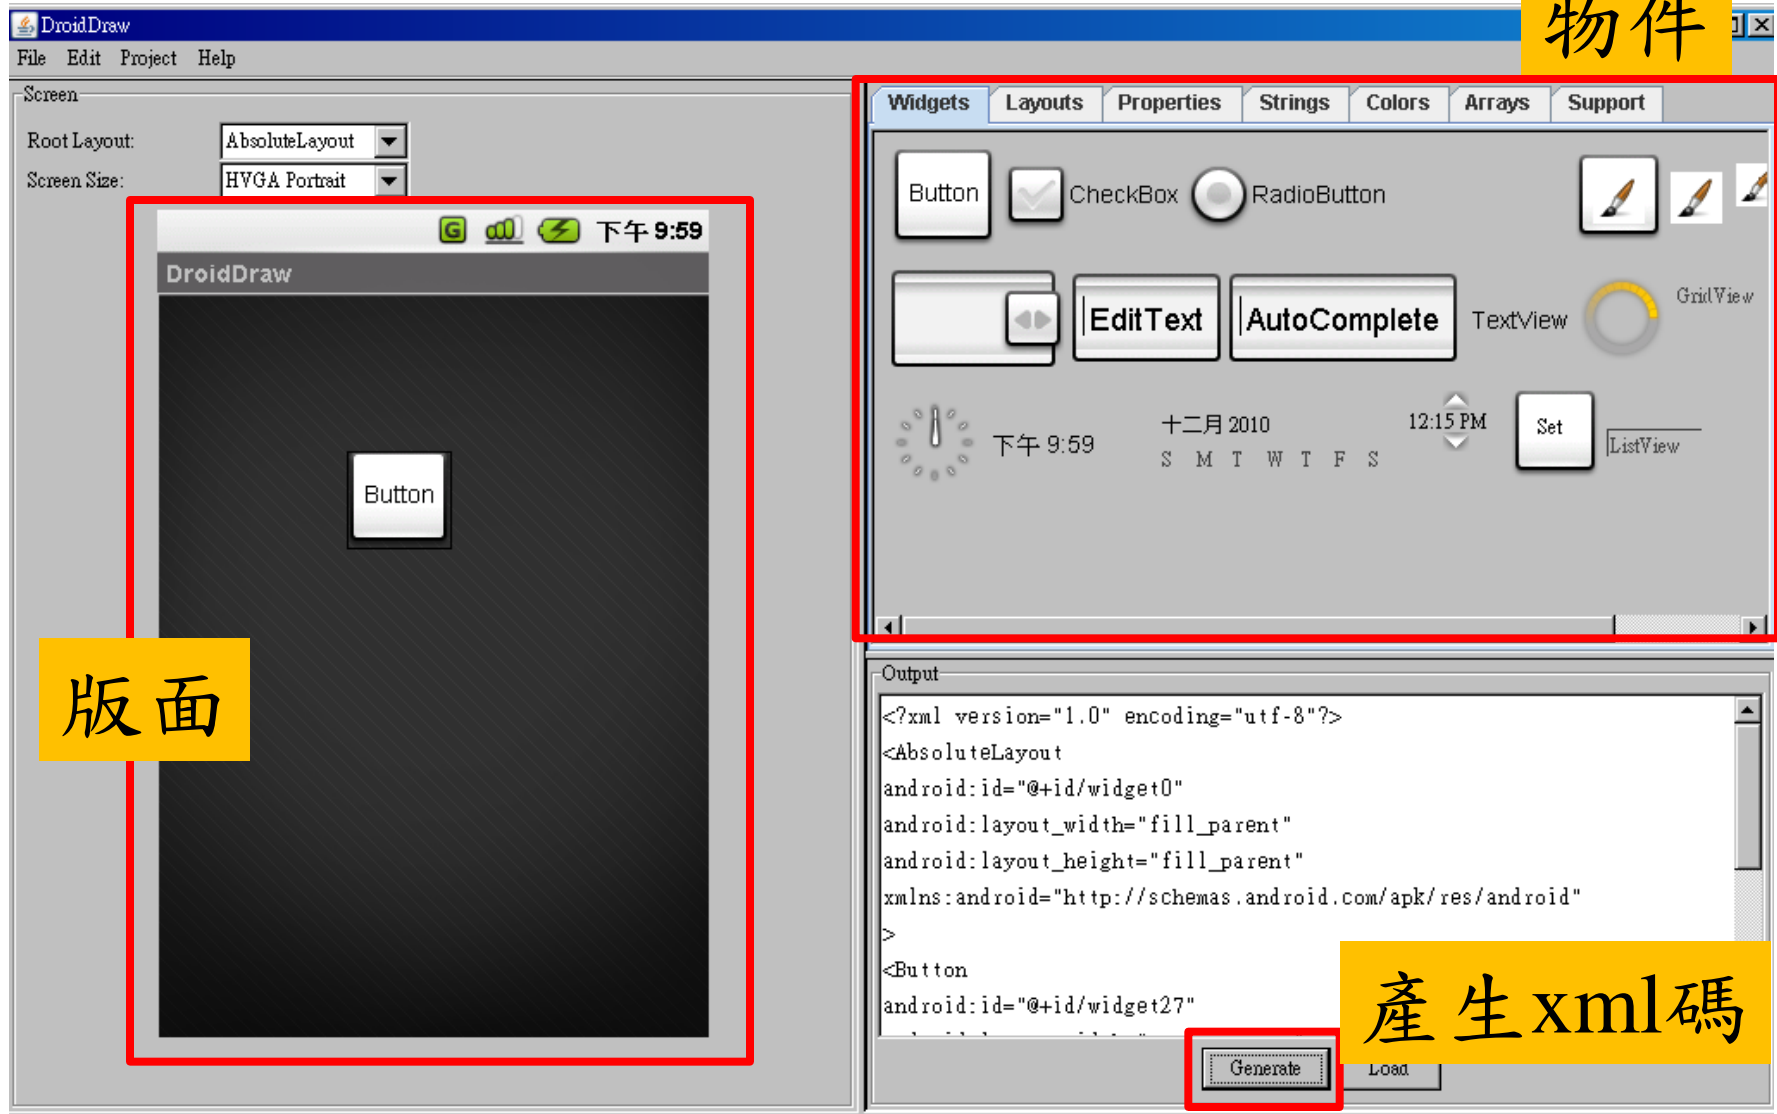 DroidDraw
物件
File Edit Project Help
Screen
Root Layout: AbsoluteLayout
Screen Size: HVGA Portrait
G 下午 9:59
DroidDraw
Button
版面
Widgets Layouts Properties Strings Colors Arrays Support
Button CheckBox RadioButton
EditText AutoComplete TextView GridView
下午 9:59 十二月 2010 12:15 PM Set ListView
S M T W T F S
Output
<?xml version="1.0" encoding="utf-8"?>
<AbsoluteLayout
android:id="@+id/widget0"
android:layout_width="fill_parent"
android:layout_height="fill_parent"
xmlns:android="http://schemas.android.com/apk/res/android"
>
<Button
android:id="@+id/widget27"
產生xml碼
Generate Load